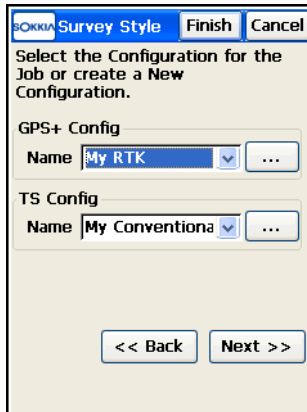 SOKKIA Survey Style Finish Cancel
Select the Configuration for the
Job or create a New
Configuration.
GPS+ Config
Name My RTK ...
TS Config
Name My Conventiona ...
<< Back Next >>